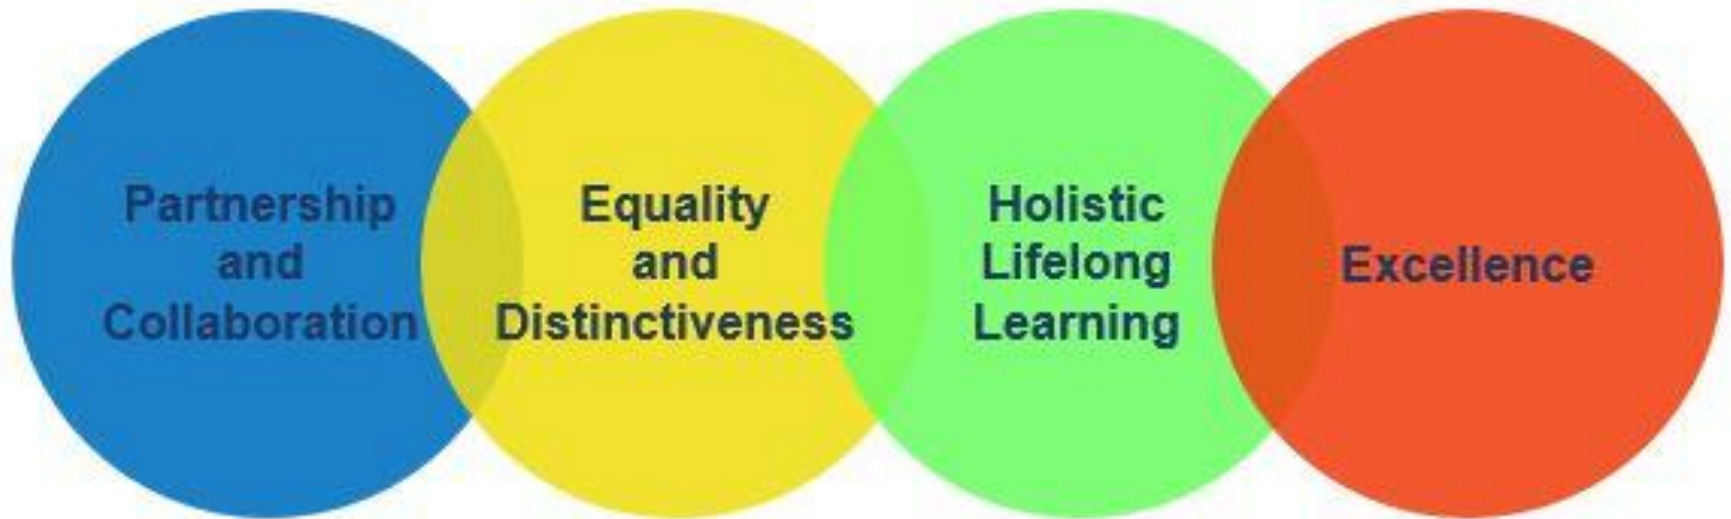 Partnership
and
Collaboration
Equality
and
Distinctiveness
Holistic
Lifelong
Learning
Excellence